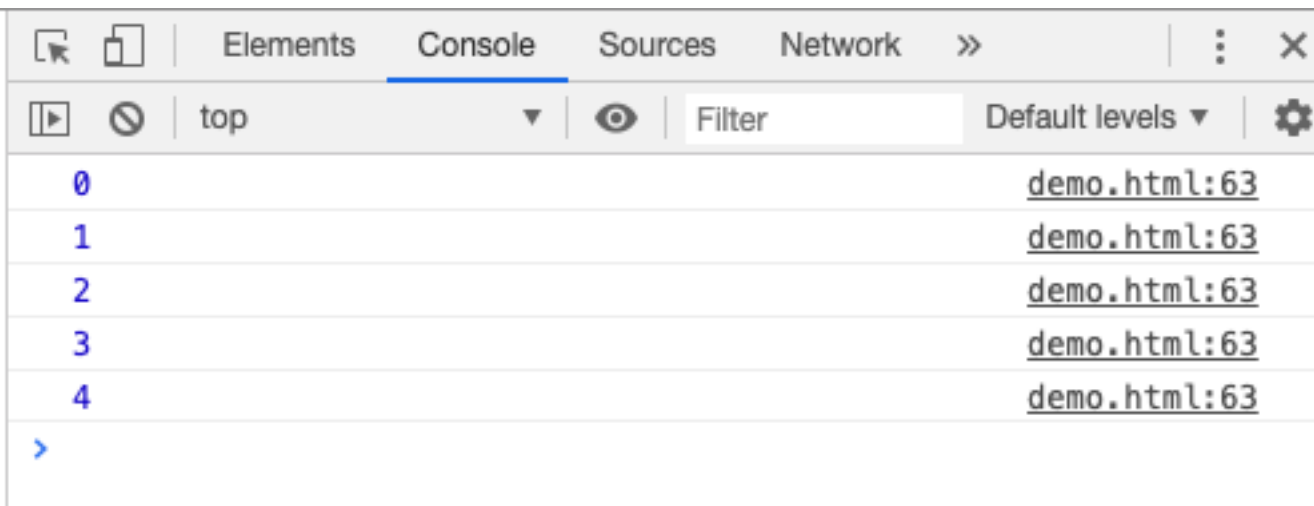 Elements Console Sources Network »
top ▼ Filter Default levels ▼
0 demo.html:63
1 demo.html:63
2 demo.html:63
3 demo.html:63
4 demo.html:63
>